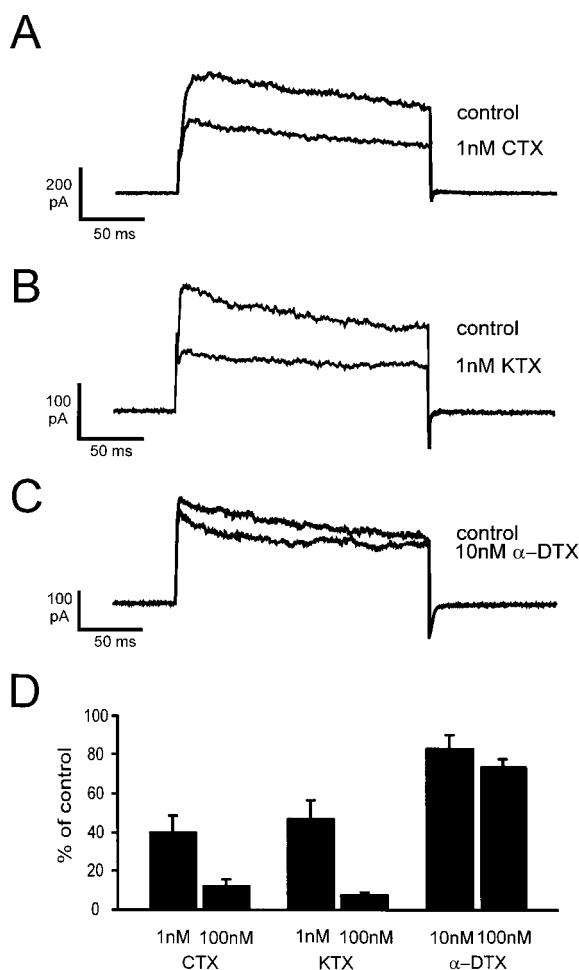 A
control
1nM CTX
200
pA
50 ms
B
control
1nM KTX
100
pA
50 ms
C
control
10nM α–DTX
100
pA
50 ms
D
% of control
100
80
60
40
20
0
1nM 100nM 1nM 100nM 10nM 100nM
CTX KTX α–DTX